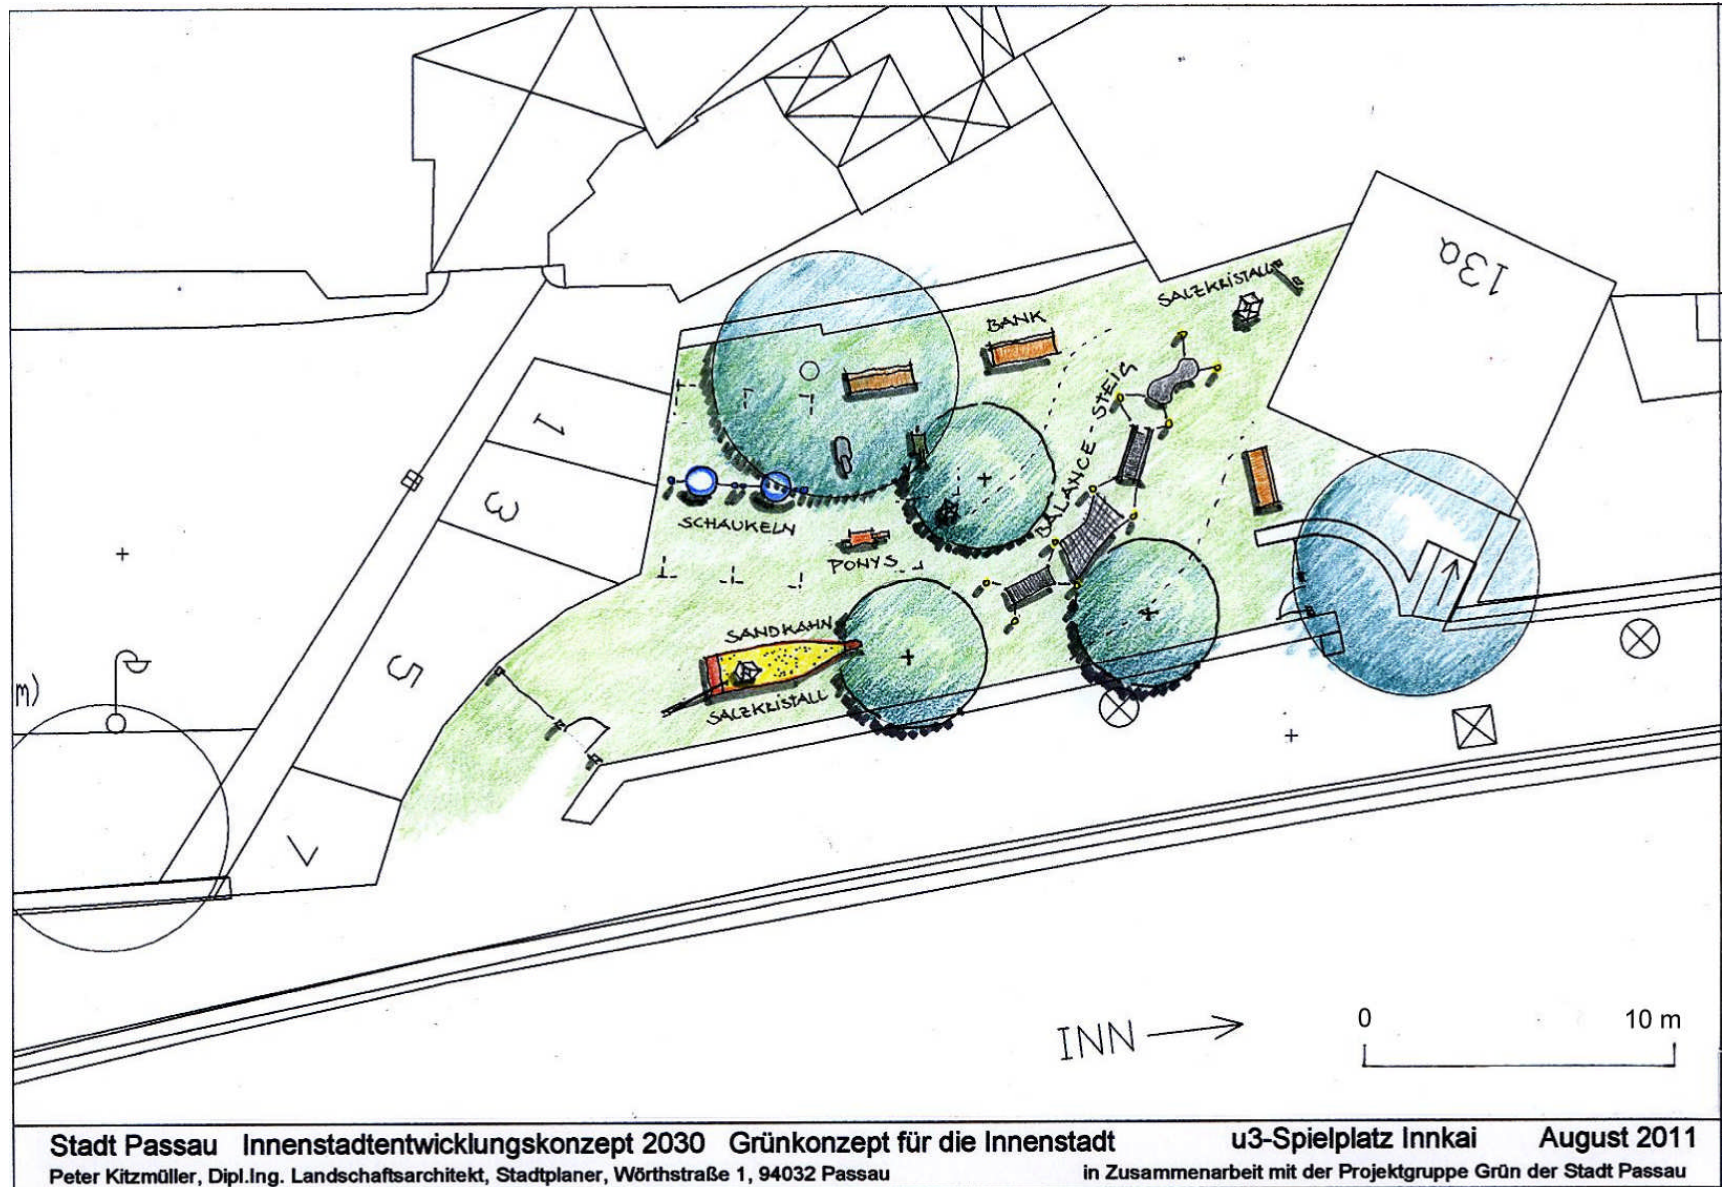 13a
SALZKRISTALL
BANK
BALANCE-STEIG
1
3
SCHAUKELN
PONYS
SANDKAHN
5
m)
SALZKRISTALL
7
0 10 m
INN
Stadt Passau Innenstadtentwicklungskonzept 2030 Grünkonzept für die Innenstadt u3-Spielplatz Innkai August 2011
Peter Kitzmüller, Dipl.Ing. Landschaftsarchitekt, Stadtplaner, Wörthstraße 1, 94032 Passau in Zusammenarbeit mit der Projektgruppe Grün der Stadt Passau